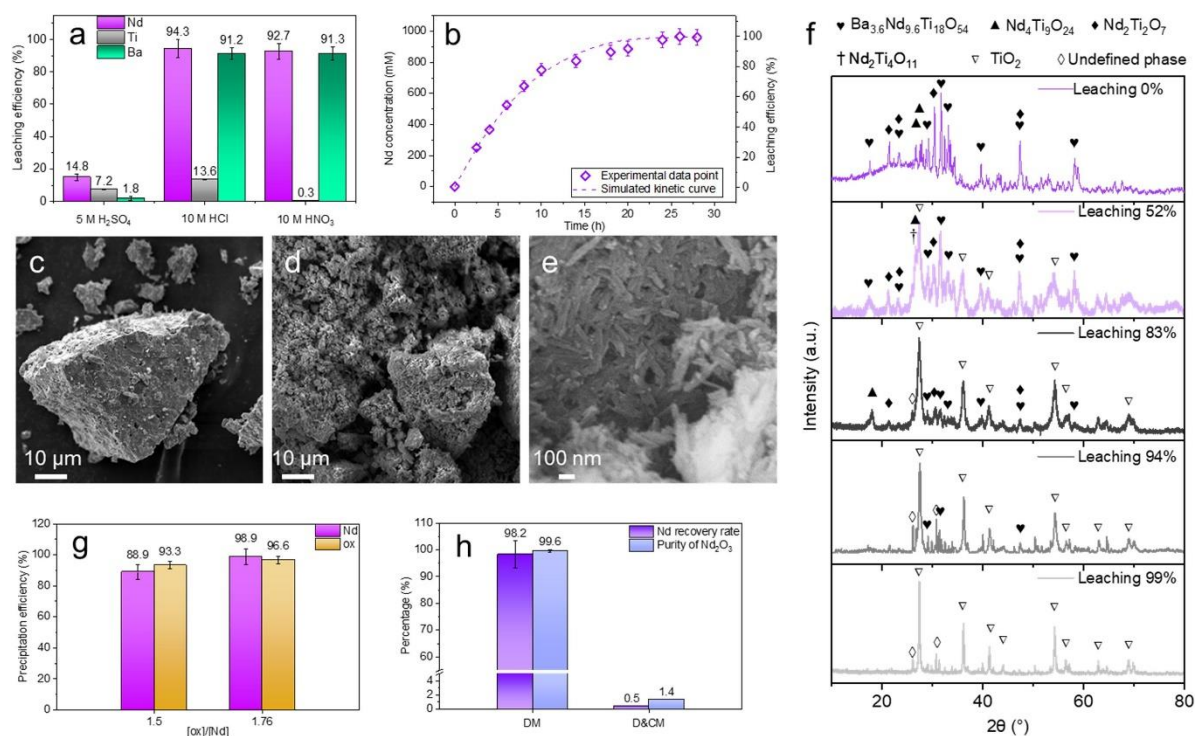 a
Nd
Ti
Ba
Leaching efficiency (%)
100
80
60
40
20
0
14.8
7.2
1.8
94.3
13.6
91.2
92.7
0.3
91.3
5 M H₂SO₄
10 M HCl
10 M HNO₃
b
Nd concentration (mM)
1000
800
600
400
200
0
Leaching efficiency (%)
100
80
60
40
20
0
Experimental data point
Simulated kinetic curve
0 5 10 15 20 25 30
Time (h)
c
10 μm
d
10 μm
e
100 nm
f
♥ Ba₃.₆Nd₉.₆Ti₁₈O₅₄ ▲ Nd₄Ti₉O₂₄ ♦ Nd₂Ti₂O₇
† Nd₂Ti₄O₁₁ ▽ TiO₂ ◊ Undefined phase
Leaching 0%
Leaching 52%
†
Leaching 83%
Leaching 94%
Leaching 99%
Intensity (a.u.)
20 40 60 80
2θ (°)
g
Nd
ox
Precipitation efficiency (%)
120
100
80
60
40
20
0
88.9
93.3
98.9
96.6
1.5 1.76
[ox]/[Nd]
h
Nd recovery rate
Purity of Nd₂O₃
Percentage (%)
110
100
90
80
70
60
4
2
0
98.2
99.6
0.5
1.4
DM D&CM